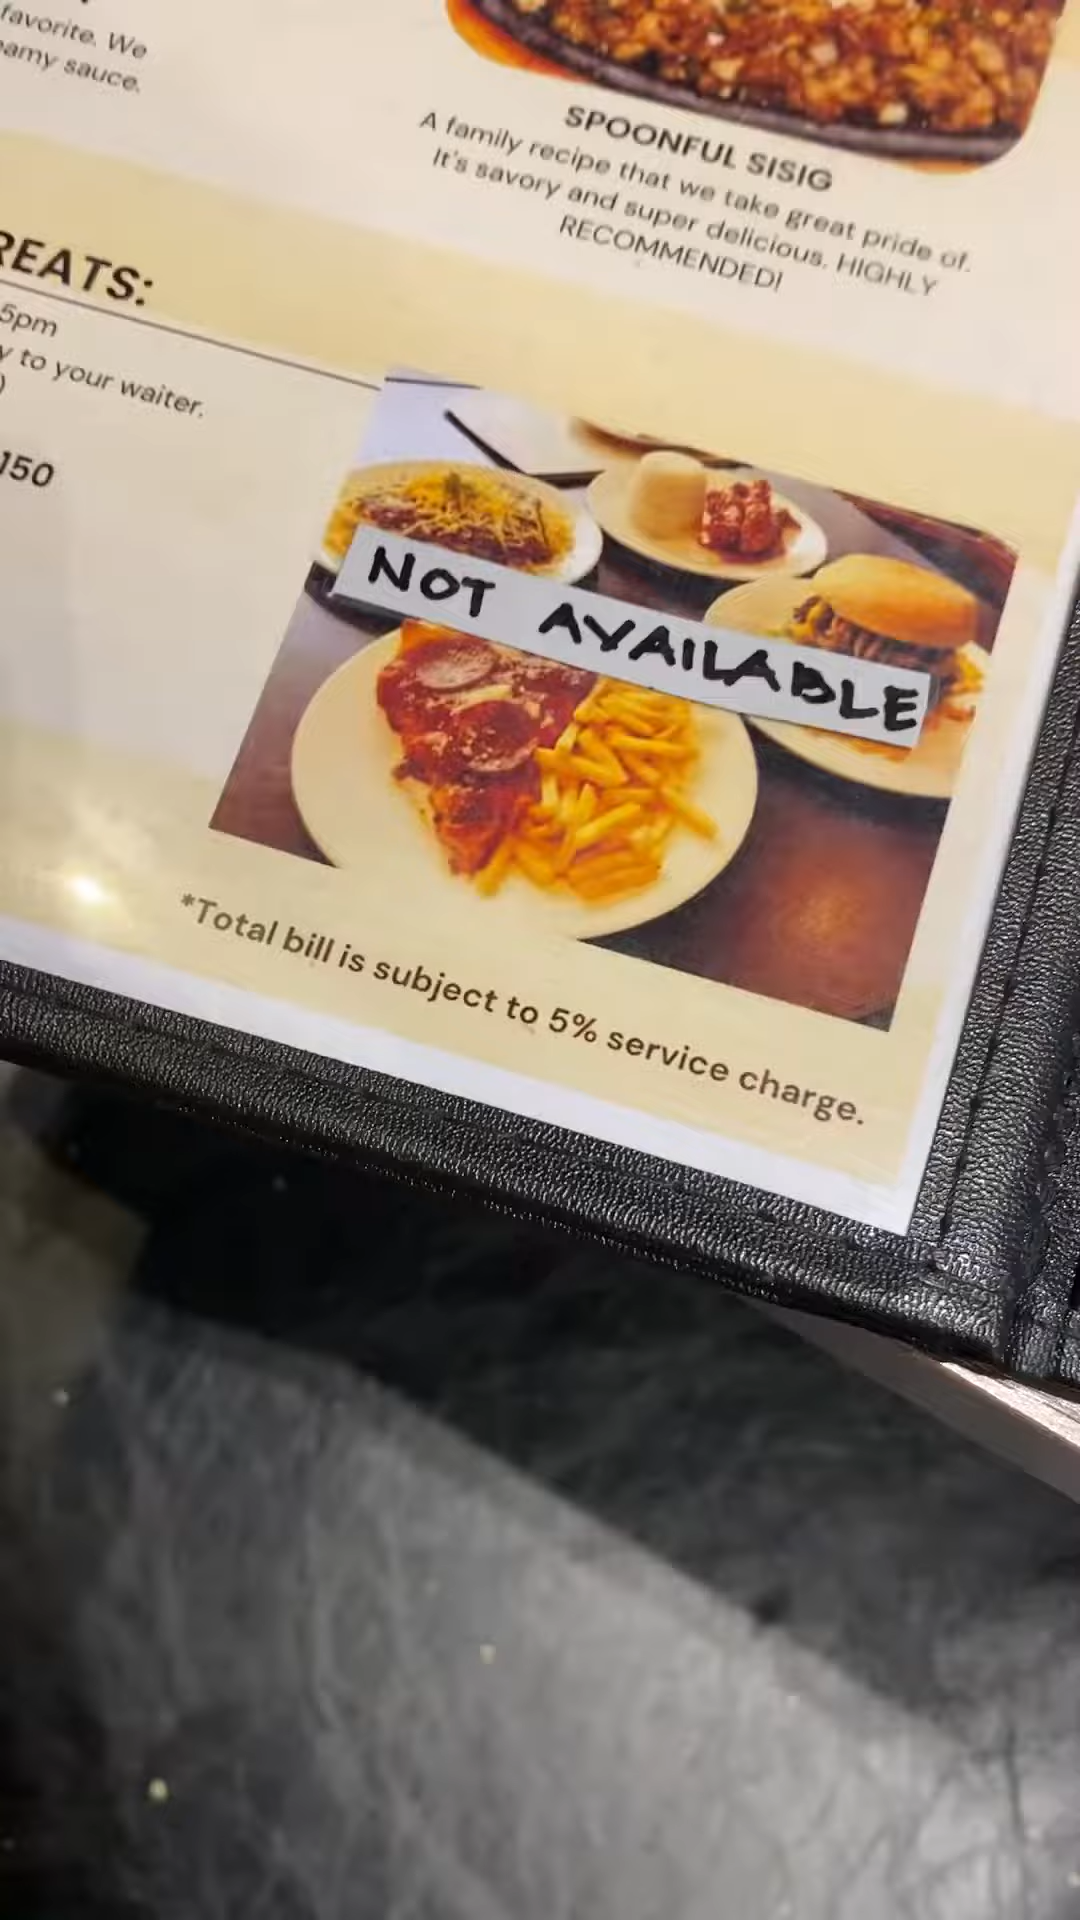 favorite. We
sauce.
SPOONFUL SISIG
A family recipe that we take great pride of.
It's savory and super delicious. HIGHLY
RECOMMENDED!
REATS:
5pm
y to your waiter.
)
150
NOT AVAILABLE
*Total bill is subject to 5% service charge.